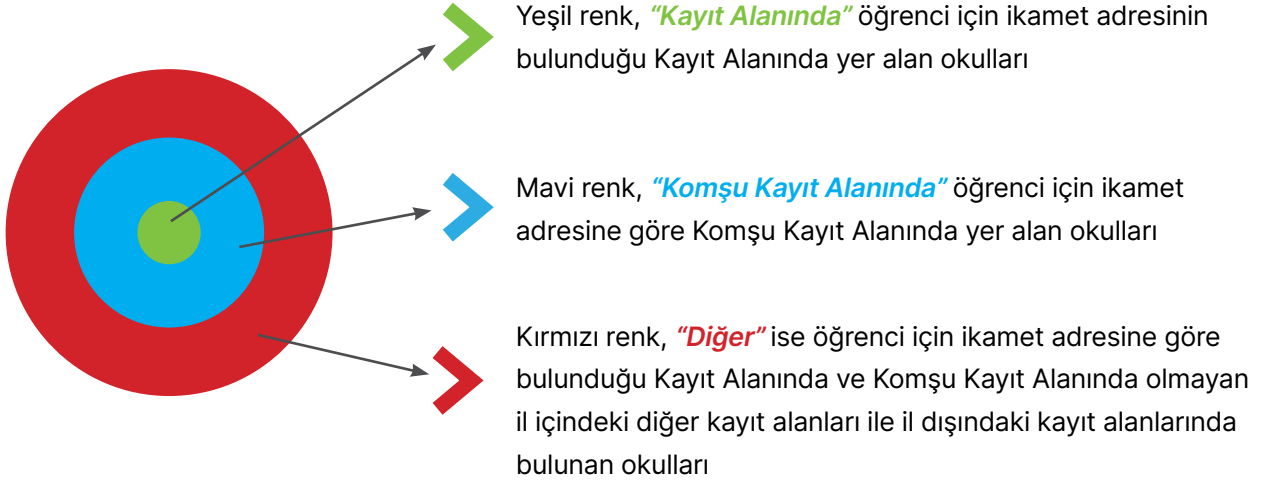 Yeşil renk, “Kayıt Alanında” öğrenci için ikamet adresinin
bulunduğu Kayıt Alanında yer alan okulları
Mavi renk, “Komşu Kayıt Alanında” öğrenci için ikamet
adresine göre Komşu Kayıt Alanında yer alan okulları
Kırmızı renk, “Diğer” ise öğrenci için ikamet adresine göre
bulunduğu Kayıt Alanında ve Komşu Kayıt Alanında olmayan
il içindeki diğer kayıt alanları ile il dışındaki kayıt alanlarında
bulunan okulları